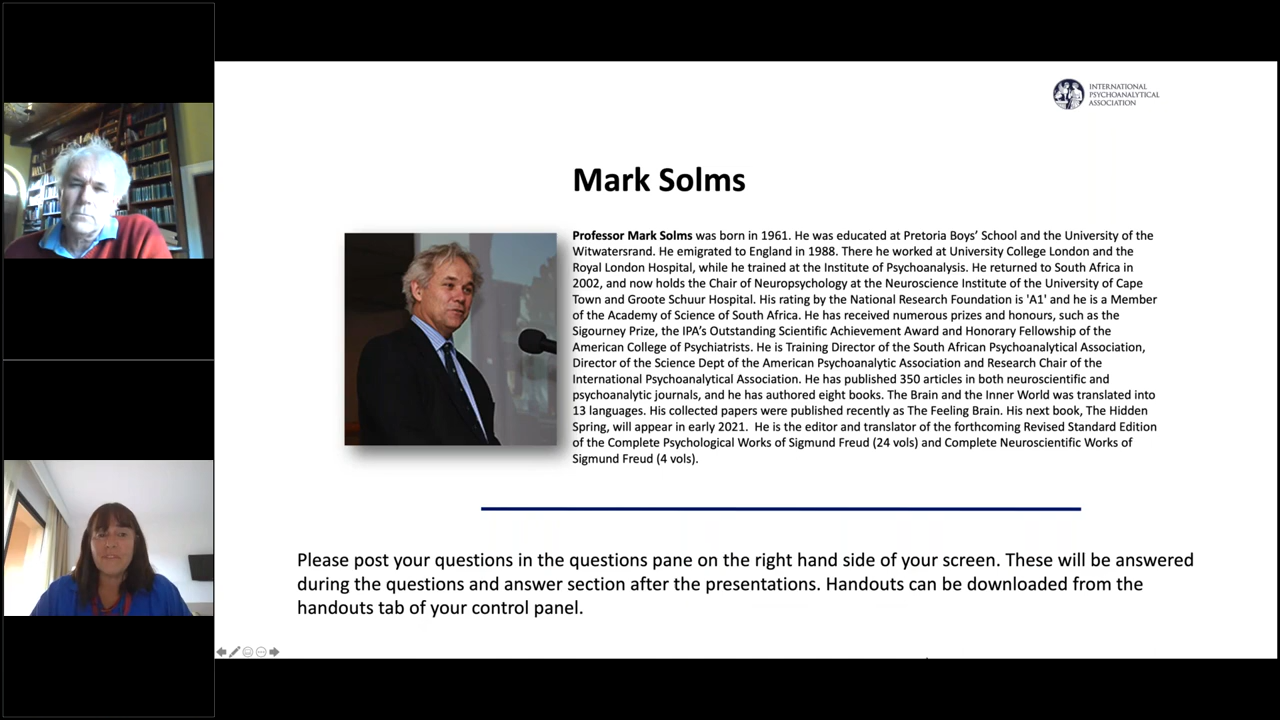 INTERNATIONAL
PSYCHOANALYTICAL
ASSOCIATION
Mark Solms
Professor Mark Solms was born in 1961. He was educated at Pretoria Boys’ School and the University of the
Witwatersrand. He emigrated to England in 1988. There he worked at University College London and the
Royal London Hospital, while he trained at the Institute of Psychoanalysis. He returned to South Africa in
2002, and now holds the Chair of Neuropsychology at the Neuroscience Institute of the University of Cape
Town and Groote Schuur Hospital. His rating by the National Research Foundation is 'A1' and he is a Member
of the Academy of Science of South Africa. He has received numerous prizes and honours, such as the
Sigourney Prize, the IPA’s Outstanding Scientific Achievement Award and Honorary Fellowship of the
American College of Psychiatrists. He is Training Director of the South African Psychoanalytical Association,
Director of the Science Dept of the American Psychoanalytic Association and Research Chair of the
International Psychoanalytical Association. He has published 350 articles in both neuroscientific and
psychoanalytic journals, and he has authored eight books. The Brain and the Inner World was translated into
13 languages. His collected papers were published recently as The Feeling Brain. His next book, The Hidden
Spring, will appear in early 2021.  He is the editor and translator of the forthcoming Revised Standard Edition
of the Complete Psychological Works of Sigmund Freud (24 vols) and Complete Neuroscientific Works of
Sigmund Freud (4 vols).
Please post your questions in the questions pane on the right hand side of your screen. These will be answered
during the questions and answer section after the presentations. Handouts can be downloaded from the
handouts tab of your control panel.